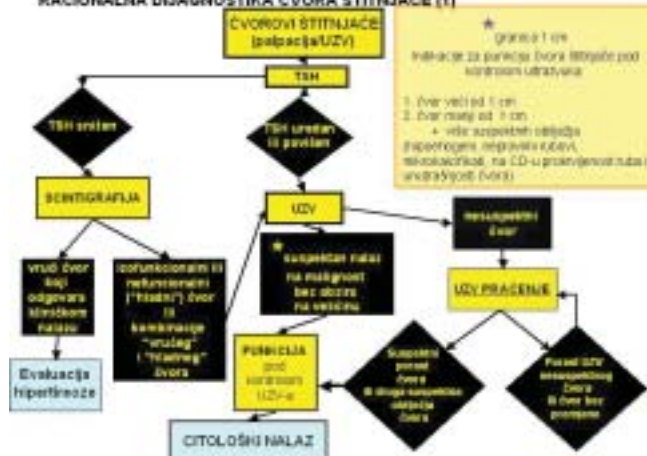 RACIONALNA DIJAGNOSTIKA ČVORA ŠTITNJAČE (1)
ČVOROVI ŠTITNJAČE
(palpacija/UZV)
TSH
granica 1 cm
Indikacije za punkciju čvora štitnjače pod
kontrolom ultrazvuka
1. čvor veći od 1 cm
2. čvor manji od 1 cm
+ više suspektnih obilježja
(hipoehogeni, nepravilni rubovi,
mikrokalcifikati, na CD-u prokrvljenost ruba i
unutrašnjosti čvora)
TSH snižen
TSH uredan
ili povišen
SCINTIGRAFIJA
UZV
nesuspektni
čvor
vrući čvor
koji
odgovara
kliničkom
nalazu
izofunkcionalni ili
nefunkcionalni
("hladni") čvor
ili
kombinacija
"vrućeg"
i "hladnog"
čvora
suspektan nalaz
na malignost
bez obzira
na veličinu
UZV PRAĆENJE
Evaluacija
hipertireoze
PUNKCIJA
pod
kontrolom
UZV-a
Suspektni
porast
čvora
ili druga suspektna
obilježja
čvora
Porast UZV
nesuspektnog
čvora
ili čvor bez
promjene
CITOLOŠKI NALAZ